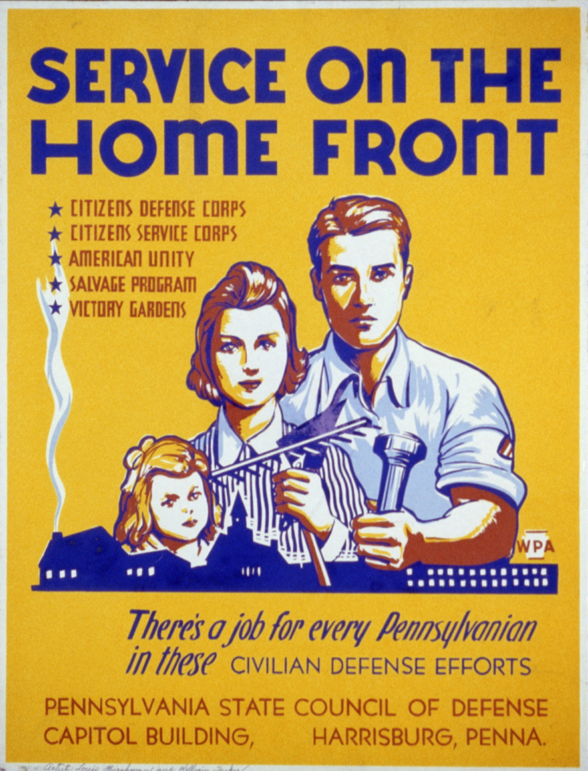 SERVICE ON THE
HOME FRONT
★ CITIZENS DEFENSE CORPS
★ CITIZENS SERVICE CORPS
★ AMERICAN UNITY
★ SALVAGE PROGRAM
★ VICTORY GARDENS
WPA
There's a job for every Pennsylvanian
in these CIVILIAN DEFENSE EFFORTS
PENNSYLVANIA STATE COUNCIL OF DEFENSE
CAPITOL BUILDING, HARRISBURG, PENNA.